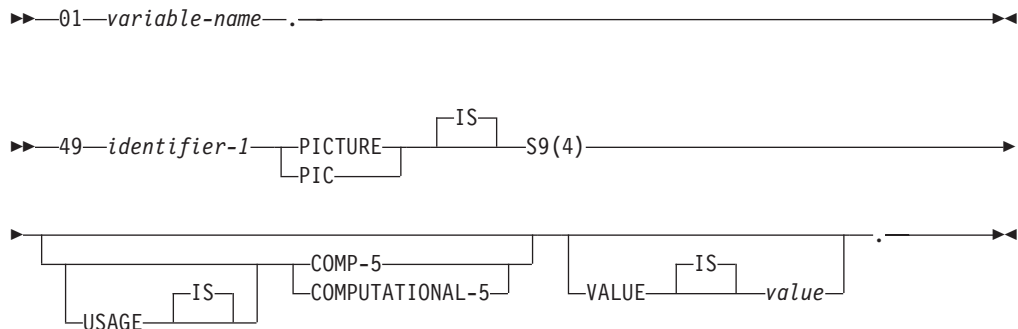 01 variable-name .
IS
49 identifier-1 PICTURE S9(4)
PIC
COMP-5 .
IS COMPUTATIONAL-5 IS
VALUE value
USAGE